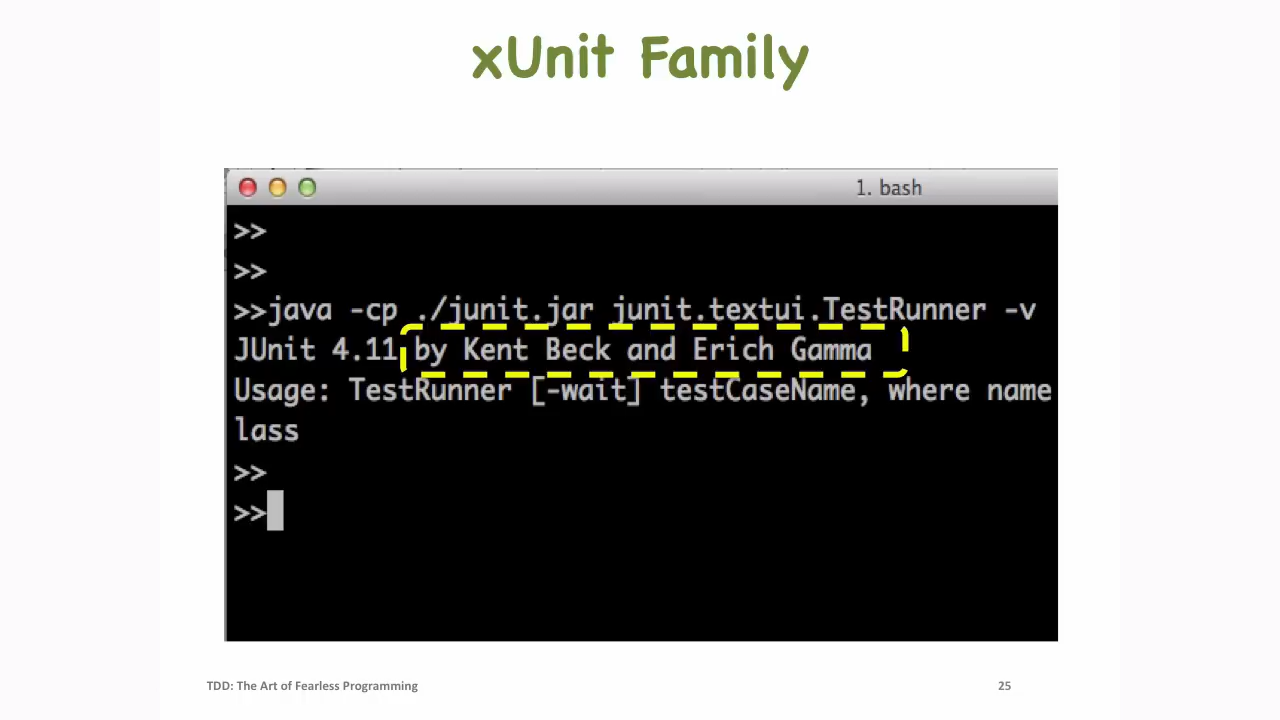 xUnit Family
1. bash
>>
>>
>>java -cp ./junit.jar junit.textui.TestRunner -v
JUnit 4.11 by Kent Beck and Erich Gamma
Usage: TestRunner [-wait] testCaseName, where name
lass
>>
>>
TDD: The Art of Fearless Programming
25